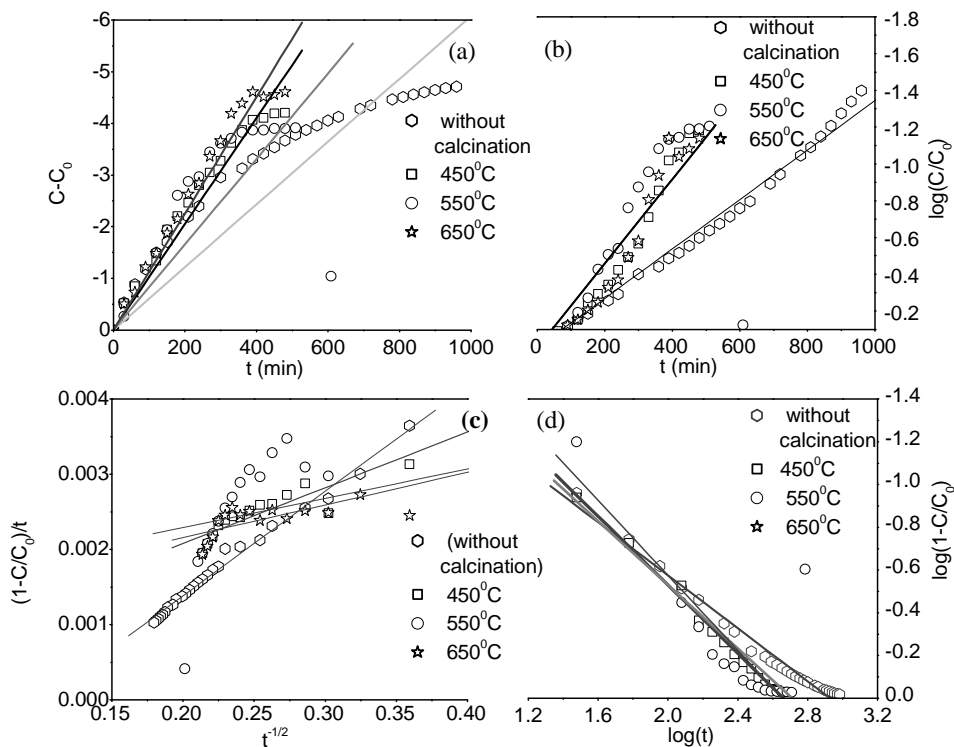 (a)
-6
-5
-4
-3
-2
-1
0
C-C₀
0 200 400 600 800 1000
t (min)
without
calcination
450⁰C
550⁰C
650⁰C
(b)
without
calcination
450⁰C
550⁰C
650⁰C
-1.8
-1.6
-1.4
-1.2
-1.0
-0.8
-0.6
-0.4
-0.2
log(C/C₀)
0 200 400 600 800 1000
t (min)
(c)
0.004
0.003
0.002
0.001
0.000
(1-C/C₀)/t
0.15 0.20 0.25 0.30 0.35 0.40
t⁻¹/²
(without
calcination)
450⁰C
550⁰C
650⁰C
(d)
without
calcination
450⁰C
550⁰C
650⁰C
-1.4
-1.2
-1.0
-0.8
-0.6
-0.4
-0.2
0.0
log(1-C/C₀)
1.2 1.6 2.0 2.4 2.8 3.2
log(t)